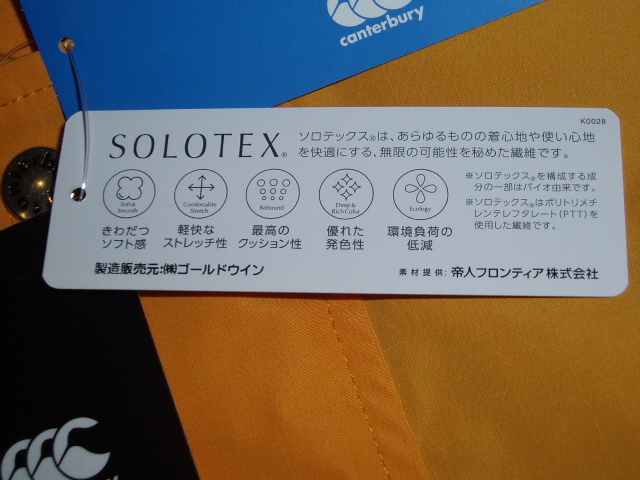 canterbury
K0028
SOLOTEX®
ソロテックス®は、あらゆるものの着心地や使い心地
を快適にする、無限の可能性を秘めた繊維です。
Soft & Smooth
Comfortable Stretch
Rebound
Deep & Rich Color
Ecology
きわだつ
ソフト感
軽快な
ストレッチ性
最高の
クッション性
優れた
発色性
環境負荷の
低減
※ソロテックス®を構成する成
分の一部はバイオ由来です。
※ソロテックス®はポリトリメチ
レンテレフタレート(PTT)を
使用した繊維です。
製造販売元:㈱ゴールドウイン
素材提供: 帝人フロンティア株式会社